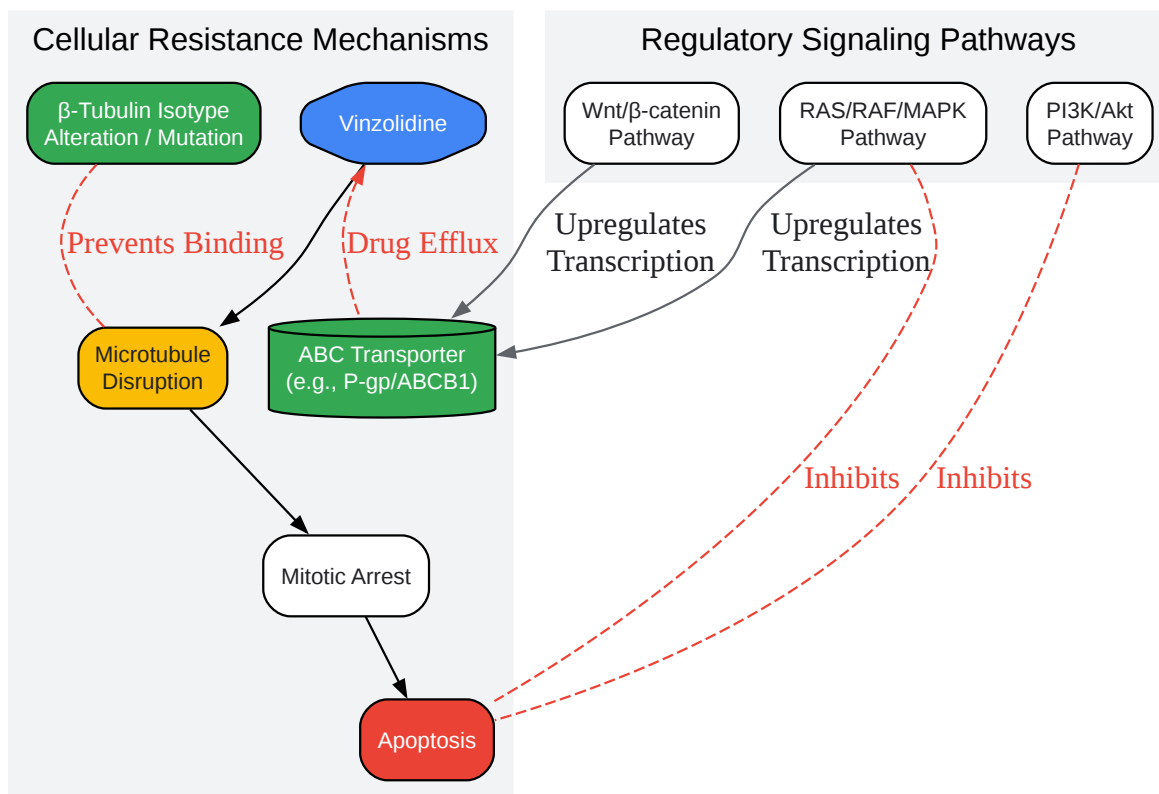 Cellular Resistance Mechanisms
Regulatory Signaling Pathways
β-Tubulin Isotype
Alteration / Mutation
Vinzolidine
Wnt/β-catenin
Pathway
RAS/RAF/MAPK
Pathway
PI3K/Akt
Pathway
Prevents Binding
Drug Efflux
Upregulates
Transcription
Upregulates
Transcription
Microtubule
Disruption
ABC Transporter
(e.g., P-gp/ABCB1)
Inhibits
Inhibits
Mitotic Arrest
Apoptosis